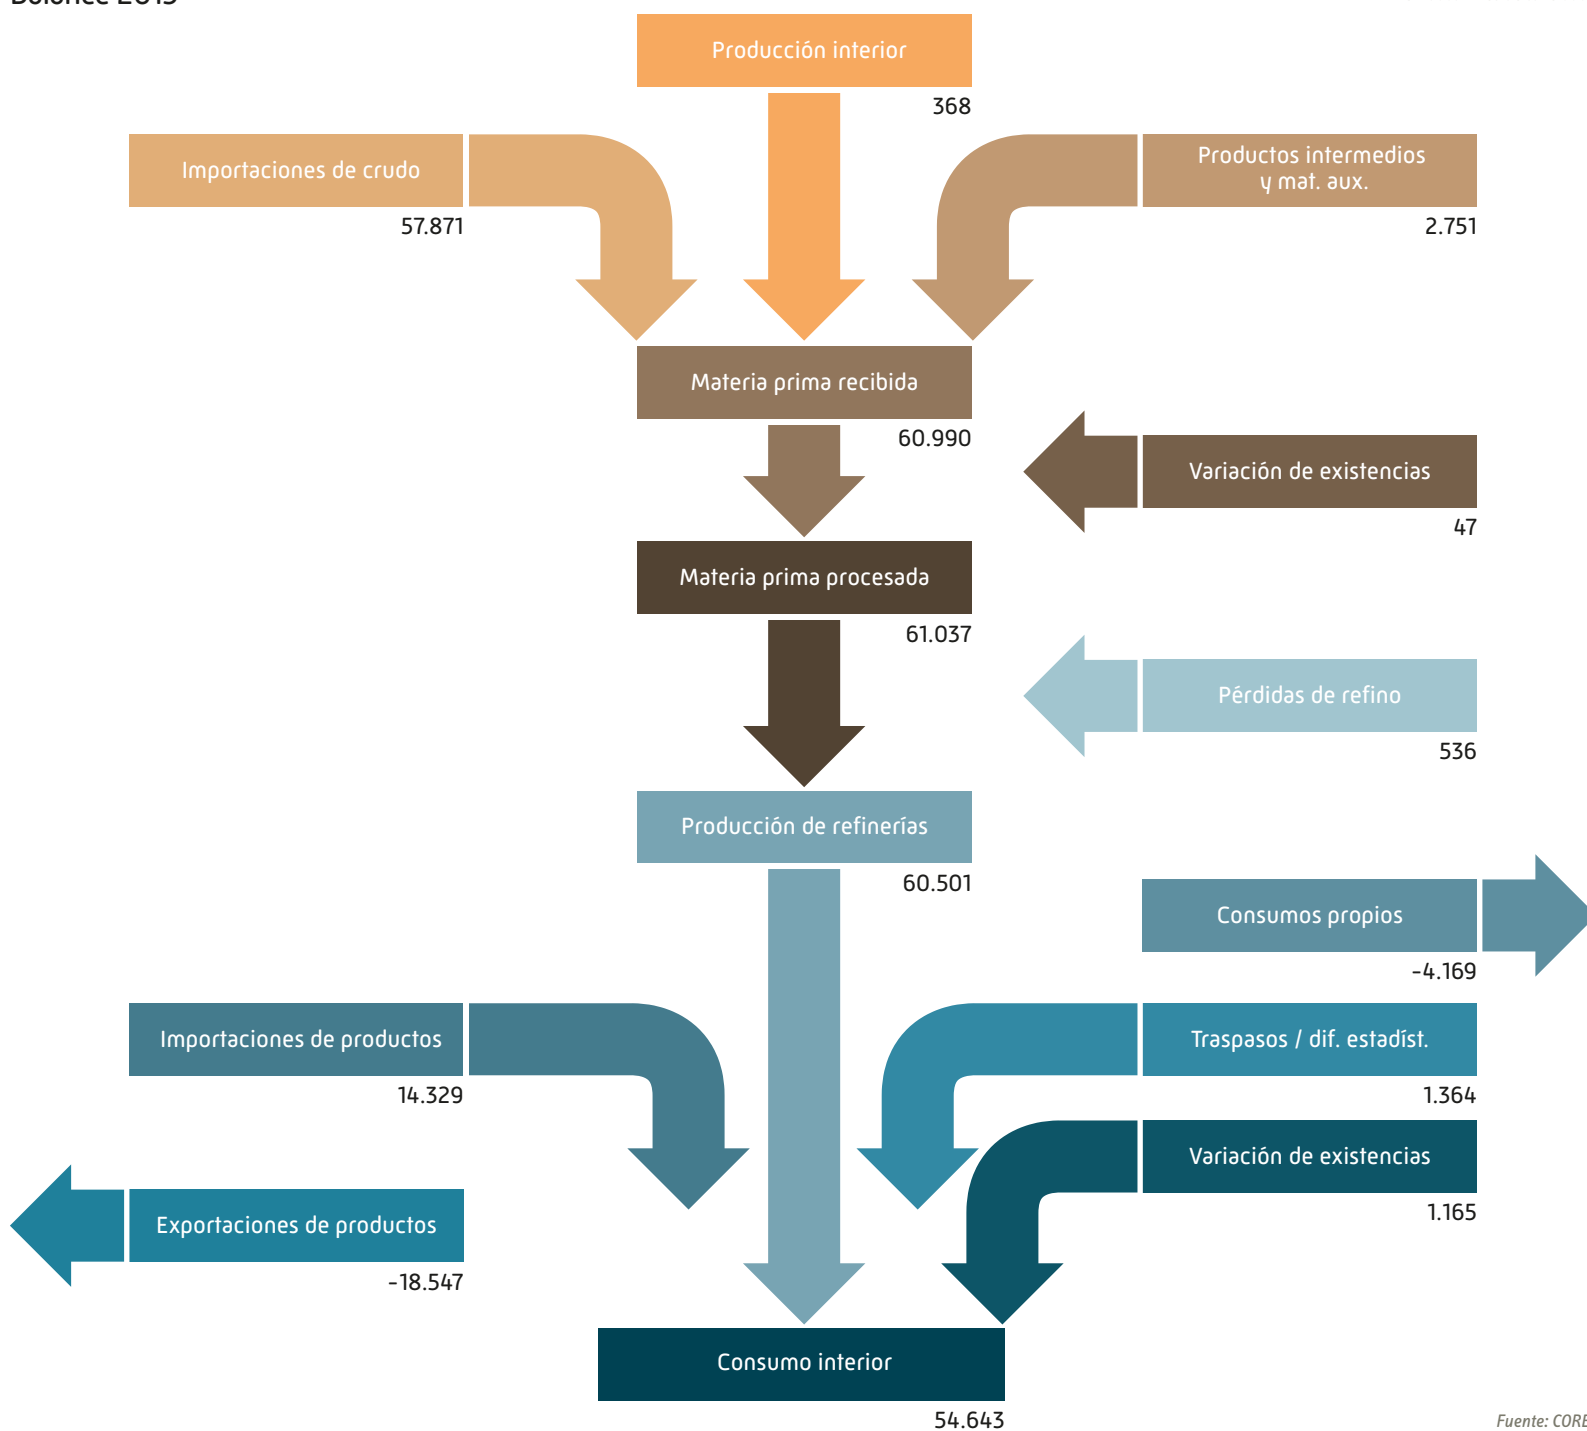 Producción interior
368
Importaciones de crudo
57.871
Productos intermedios
y mat. aux.
2.751
Materia prima recibida
60.990
Variación de existencias
47
Materia prima procesada
61.037
Pérdidas de refino
536
Producción de refinerías
60.501
Consumos propios
-4.169
Importaciones de productos
14.329
Traspasos / dif. estadíst.
1.364
Variación de existencias
1.165
Exportaciones de productos
-18.547
Consumo interior
54.643
Fuente: CORE